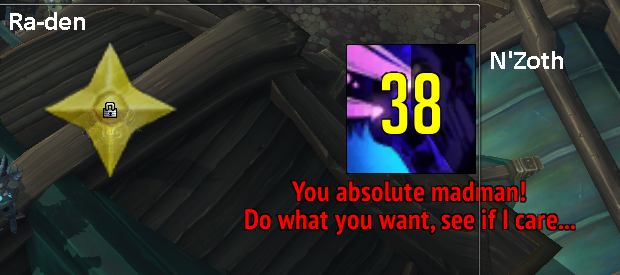 Ra-den
N'Zoth
38
You absolute madman!
Do what you want, see if I care...